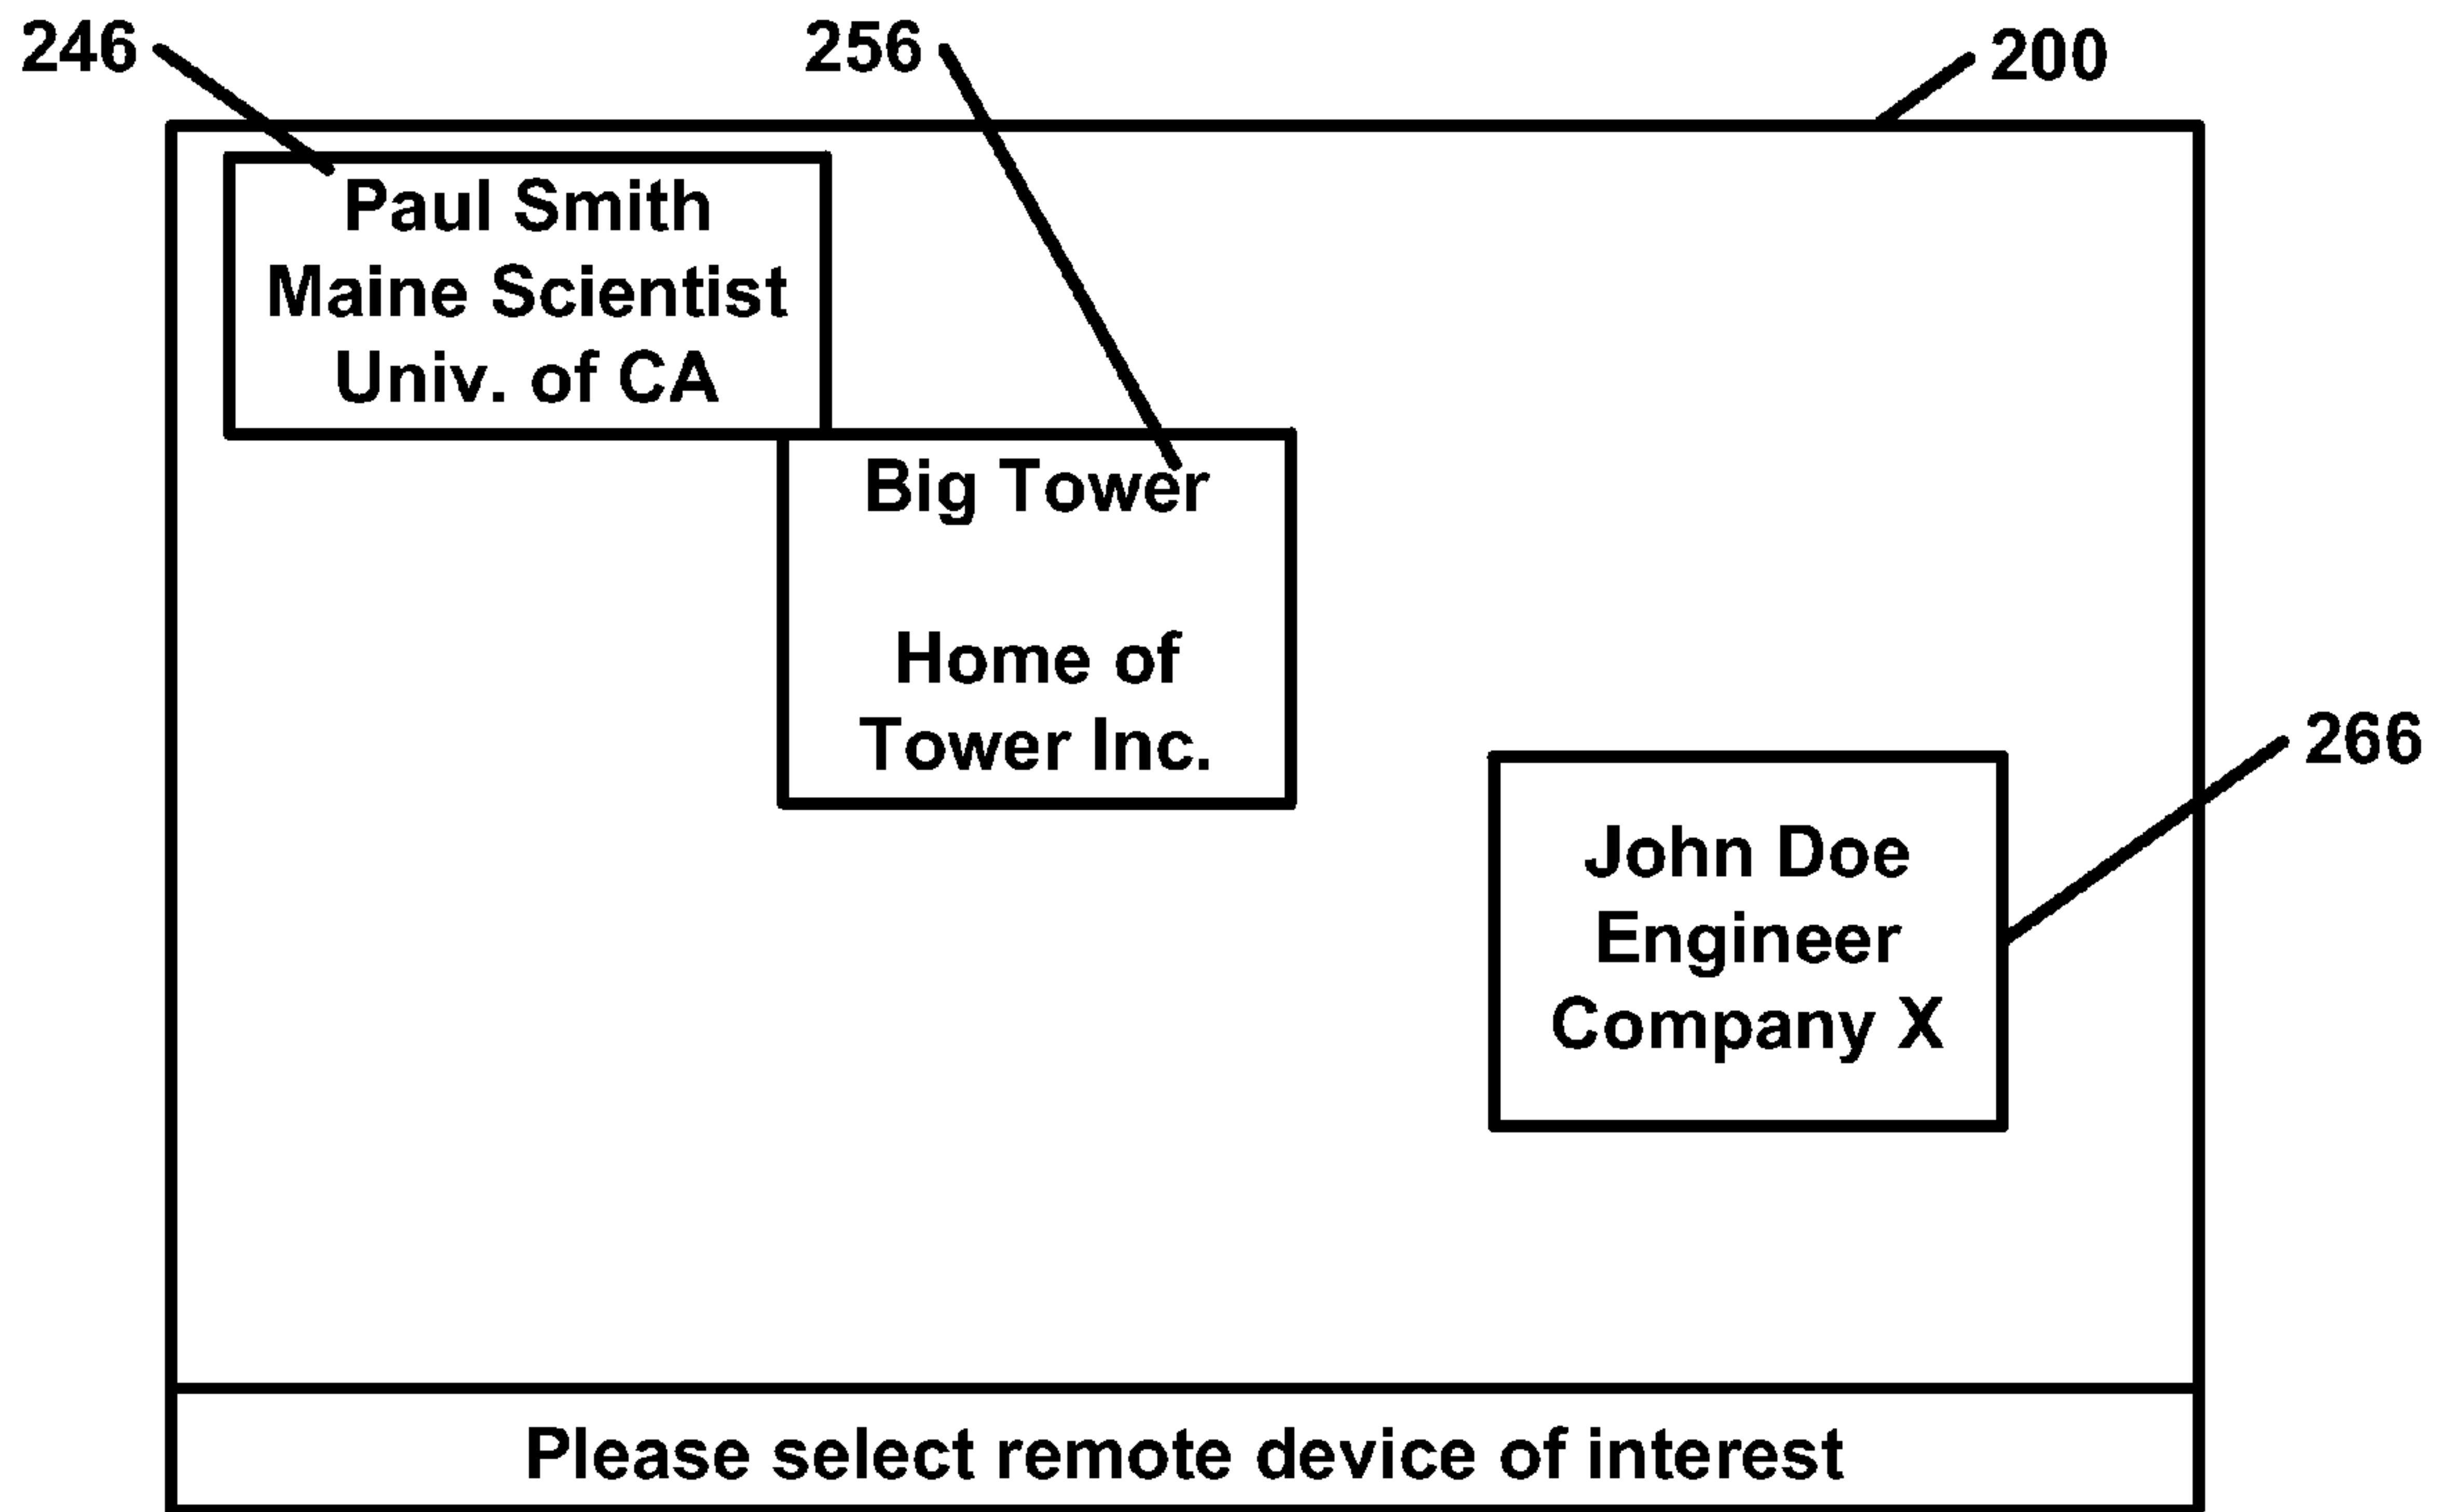 246
256
200
Paul Smith
Maine Scientist
Univ. of CA
Big Tower
Home of
Tower Inc.
266
John Doe
Engineer
Company X
Please select remote device of interest